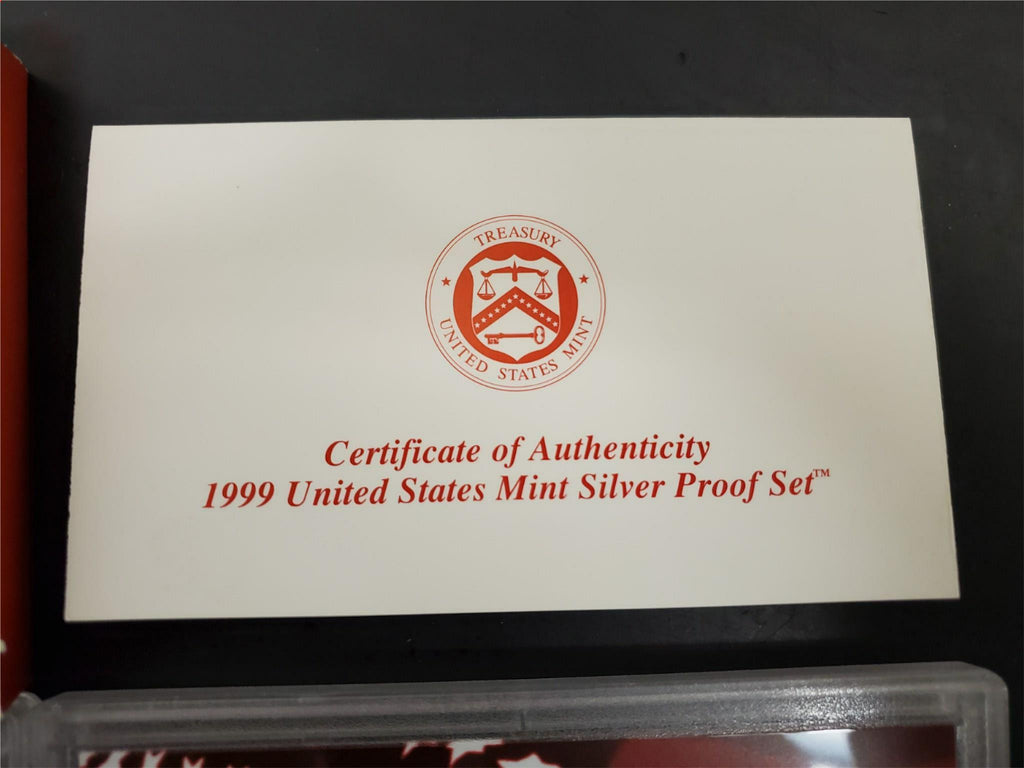 TREASURY
UNITED STATES MINT
Certificate of Authenticity
1999 United States Mint Silver Proof Set™